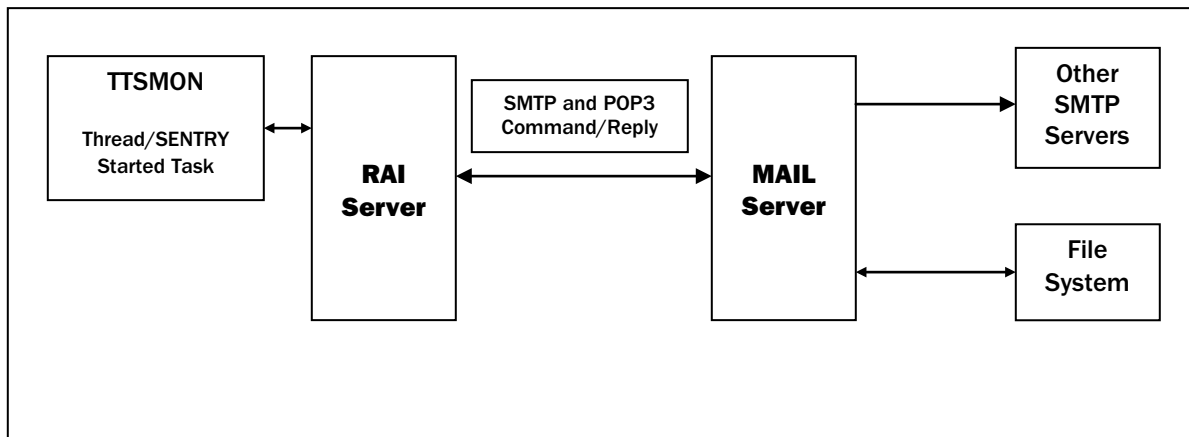 TTSMON
Thread/SENTRY
Started Task
RAI
Server
SMTP and POP3
Command/Reply
MAIL
Server
Other
SMTP
Servers
File
System